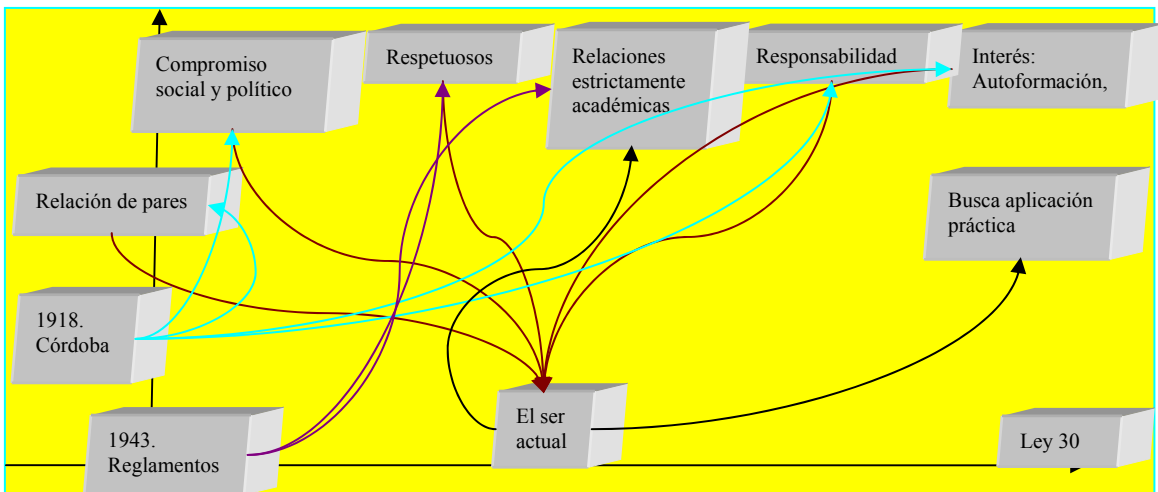 Compromiso
social y político
Respetuosos
Relaciones
estrictamente
académicas
Responsabilidad
Interés:
Autoformación,
Relación de pares
Busca aplicación
práctica
1918.
Córdoba
El ser
actual
1943.
Reglamentos
Ley 30